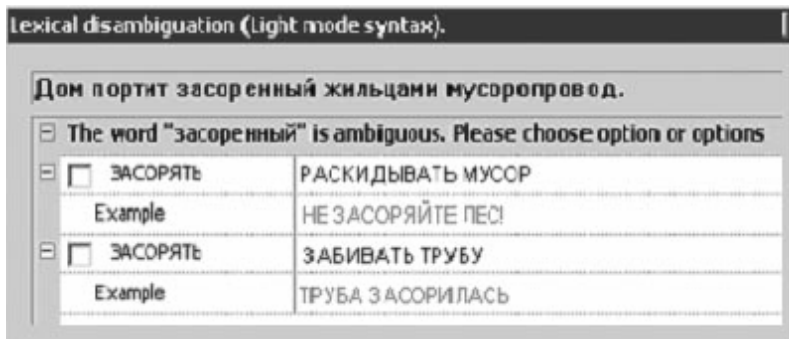 Lexical disambiguation (Light mode syntax).
Дом портит засоренный жильцами мусоропровод.
The word "засоренный" is ambiguous. Please choose option or options
ЗАСОРЯТЬ РАСКИДЫВАТЬ МУСОР
Example НЕ ЗАСОРЯЙТЕ ЛЕС!
ЗАСОРЯТЬ ЗАБИВАТЬ ТРУБУ
Example ТРУБА ЗАСОРИЛАСЬ